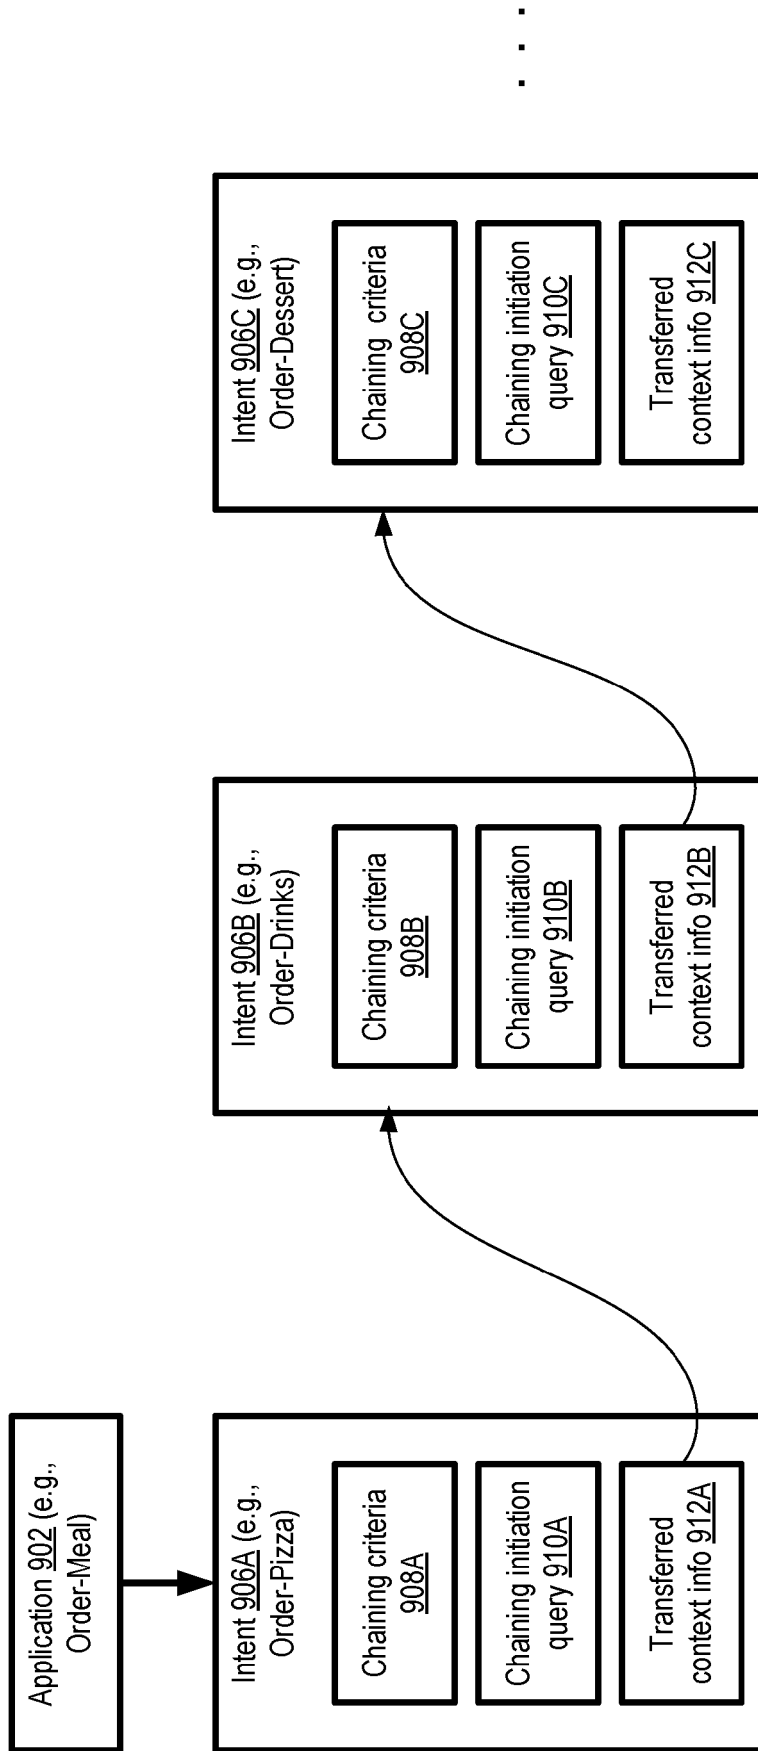 Application 902 (e.g.,
Order-Meal)
Intent 906A (e.g.,
Order-Pizza)
Chaining criteria
908A
Chaining initiation
query 910A
Transferred
context info 912A
Intent 906B (e.g.,
Order-Drinks)
Chaining criteria
908B
Chaining initiation
query 910B
Transferred
context info 912B
Intent 906C (e.g.,
Order-Dessert)
Chaining criteria
908C
Chaining initiation
query 910C
Transferred
context info 912C
. . .